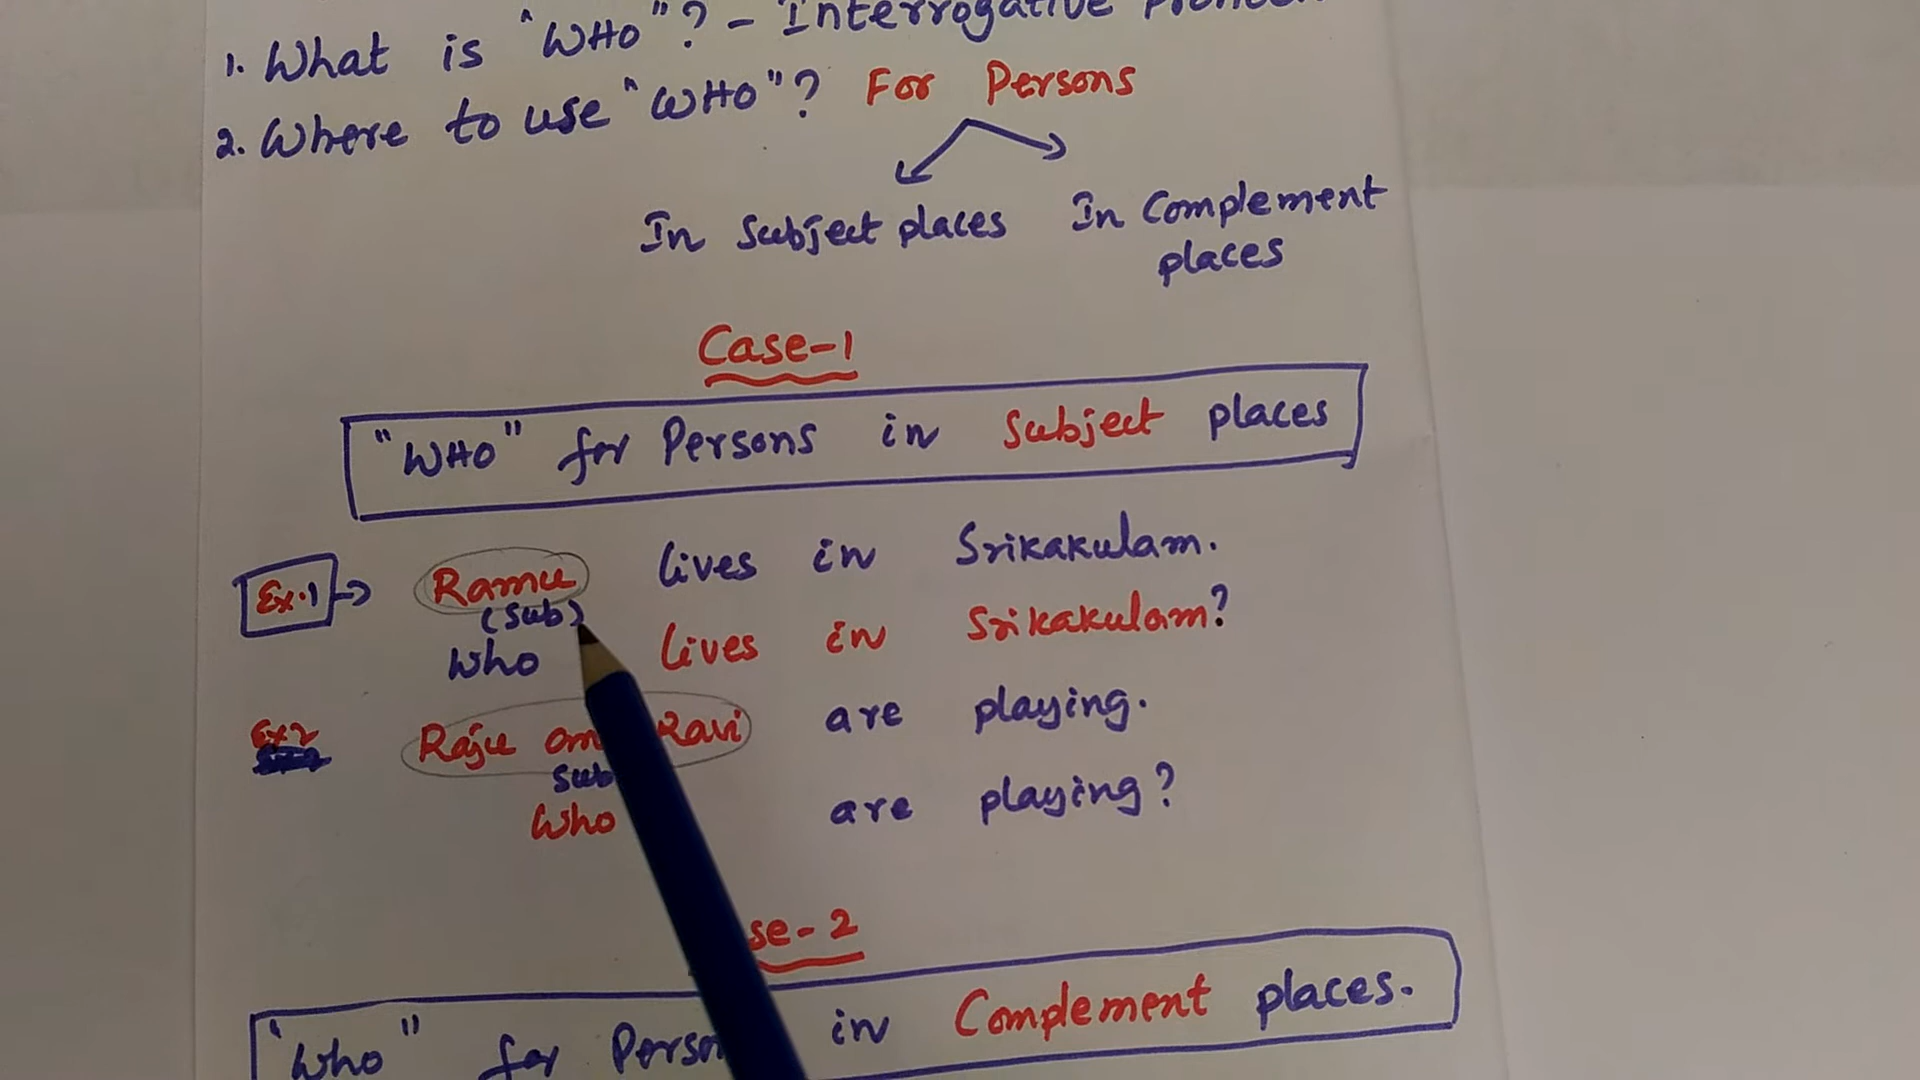 1. What is "WHO"? - Interrogative
2. Where to use "WHO"? For Persons
In Subject places
In Complement places
Case-1
"WHO" for Persons in Subject places
Ex.1 → Ramu lives in Srikakulam.
(Sub)
Who lives in Srikakulam?
Ex2 Raju Ravi are playing.
Sub
Who are playing?
2
"Who" for in Complement places.